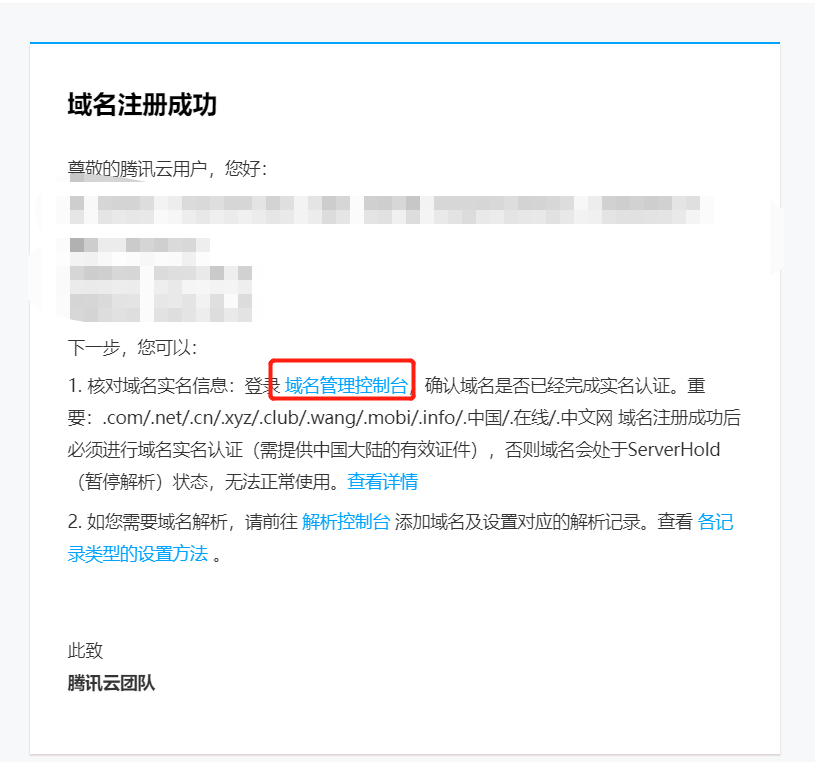 域名注册成功
尊敬的腾讯云用户，您好：
下一步，您可以：
1. 核对域名实名信息：登录 域名管理控制台，确认域名是否已经完成实名认证。重
要：.com/.net/.cn/.xyz/.club/.wang/.mobi/.info/.中国/.在线/.中文网 域名注册成功后
必须进行域名实名认证（需提供中国大陆的有效证件），否则域名会处于ServerHold
（暂停解析）状态，无法正常使用。查看详情
2. 如您需要域名解析，请前往 解析控制台 添加域名及设置对应的解析记录。查看 各记
录类型的设置方法 。
此致
腾讯云团队